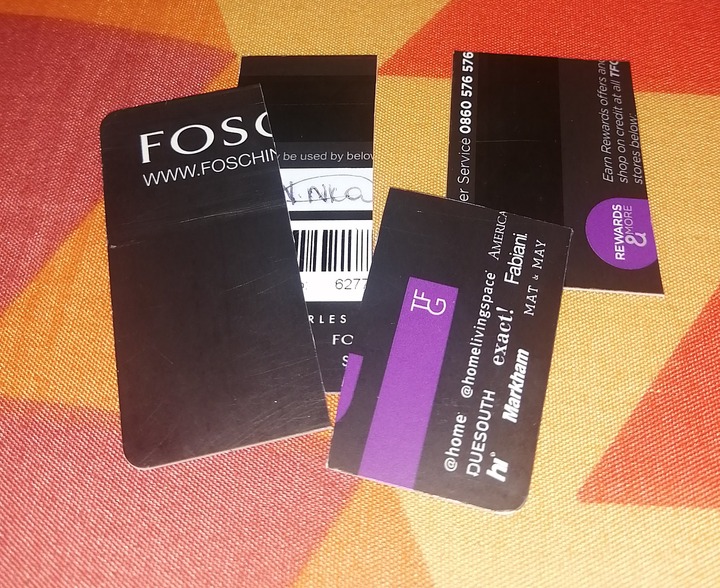 FOSC
WWW.FOSCHIN
be used by below
627
RLES
FO
S
er Service 0860 576 576
Earn Rewards offers and
shop on credit at all TFG
stores below:
REWARDS
& MORE
TFG
@home
@homelivingspace
AMERICA
DUESOUTH
exact!
Fabiani
hi
Markham
MAT & MAY